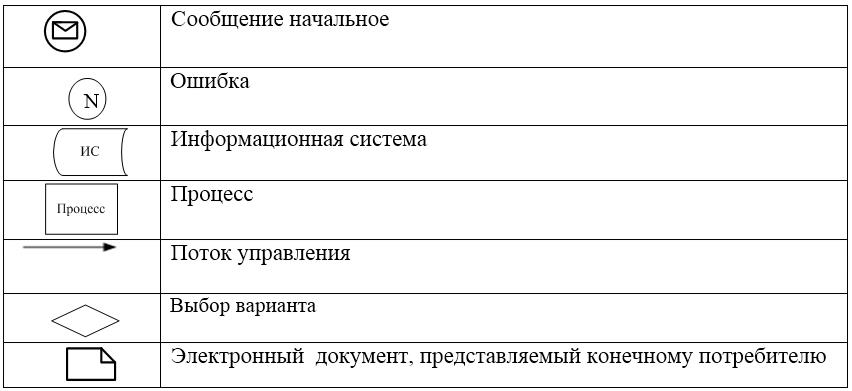 Сообщение начальное
N
Ошибка
ИС
Информационная система
Процесс
Процесс
Поток управления
Выбор варианта
Электронный документ, представляемый конечному потребителю